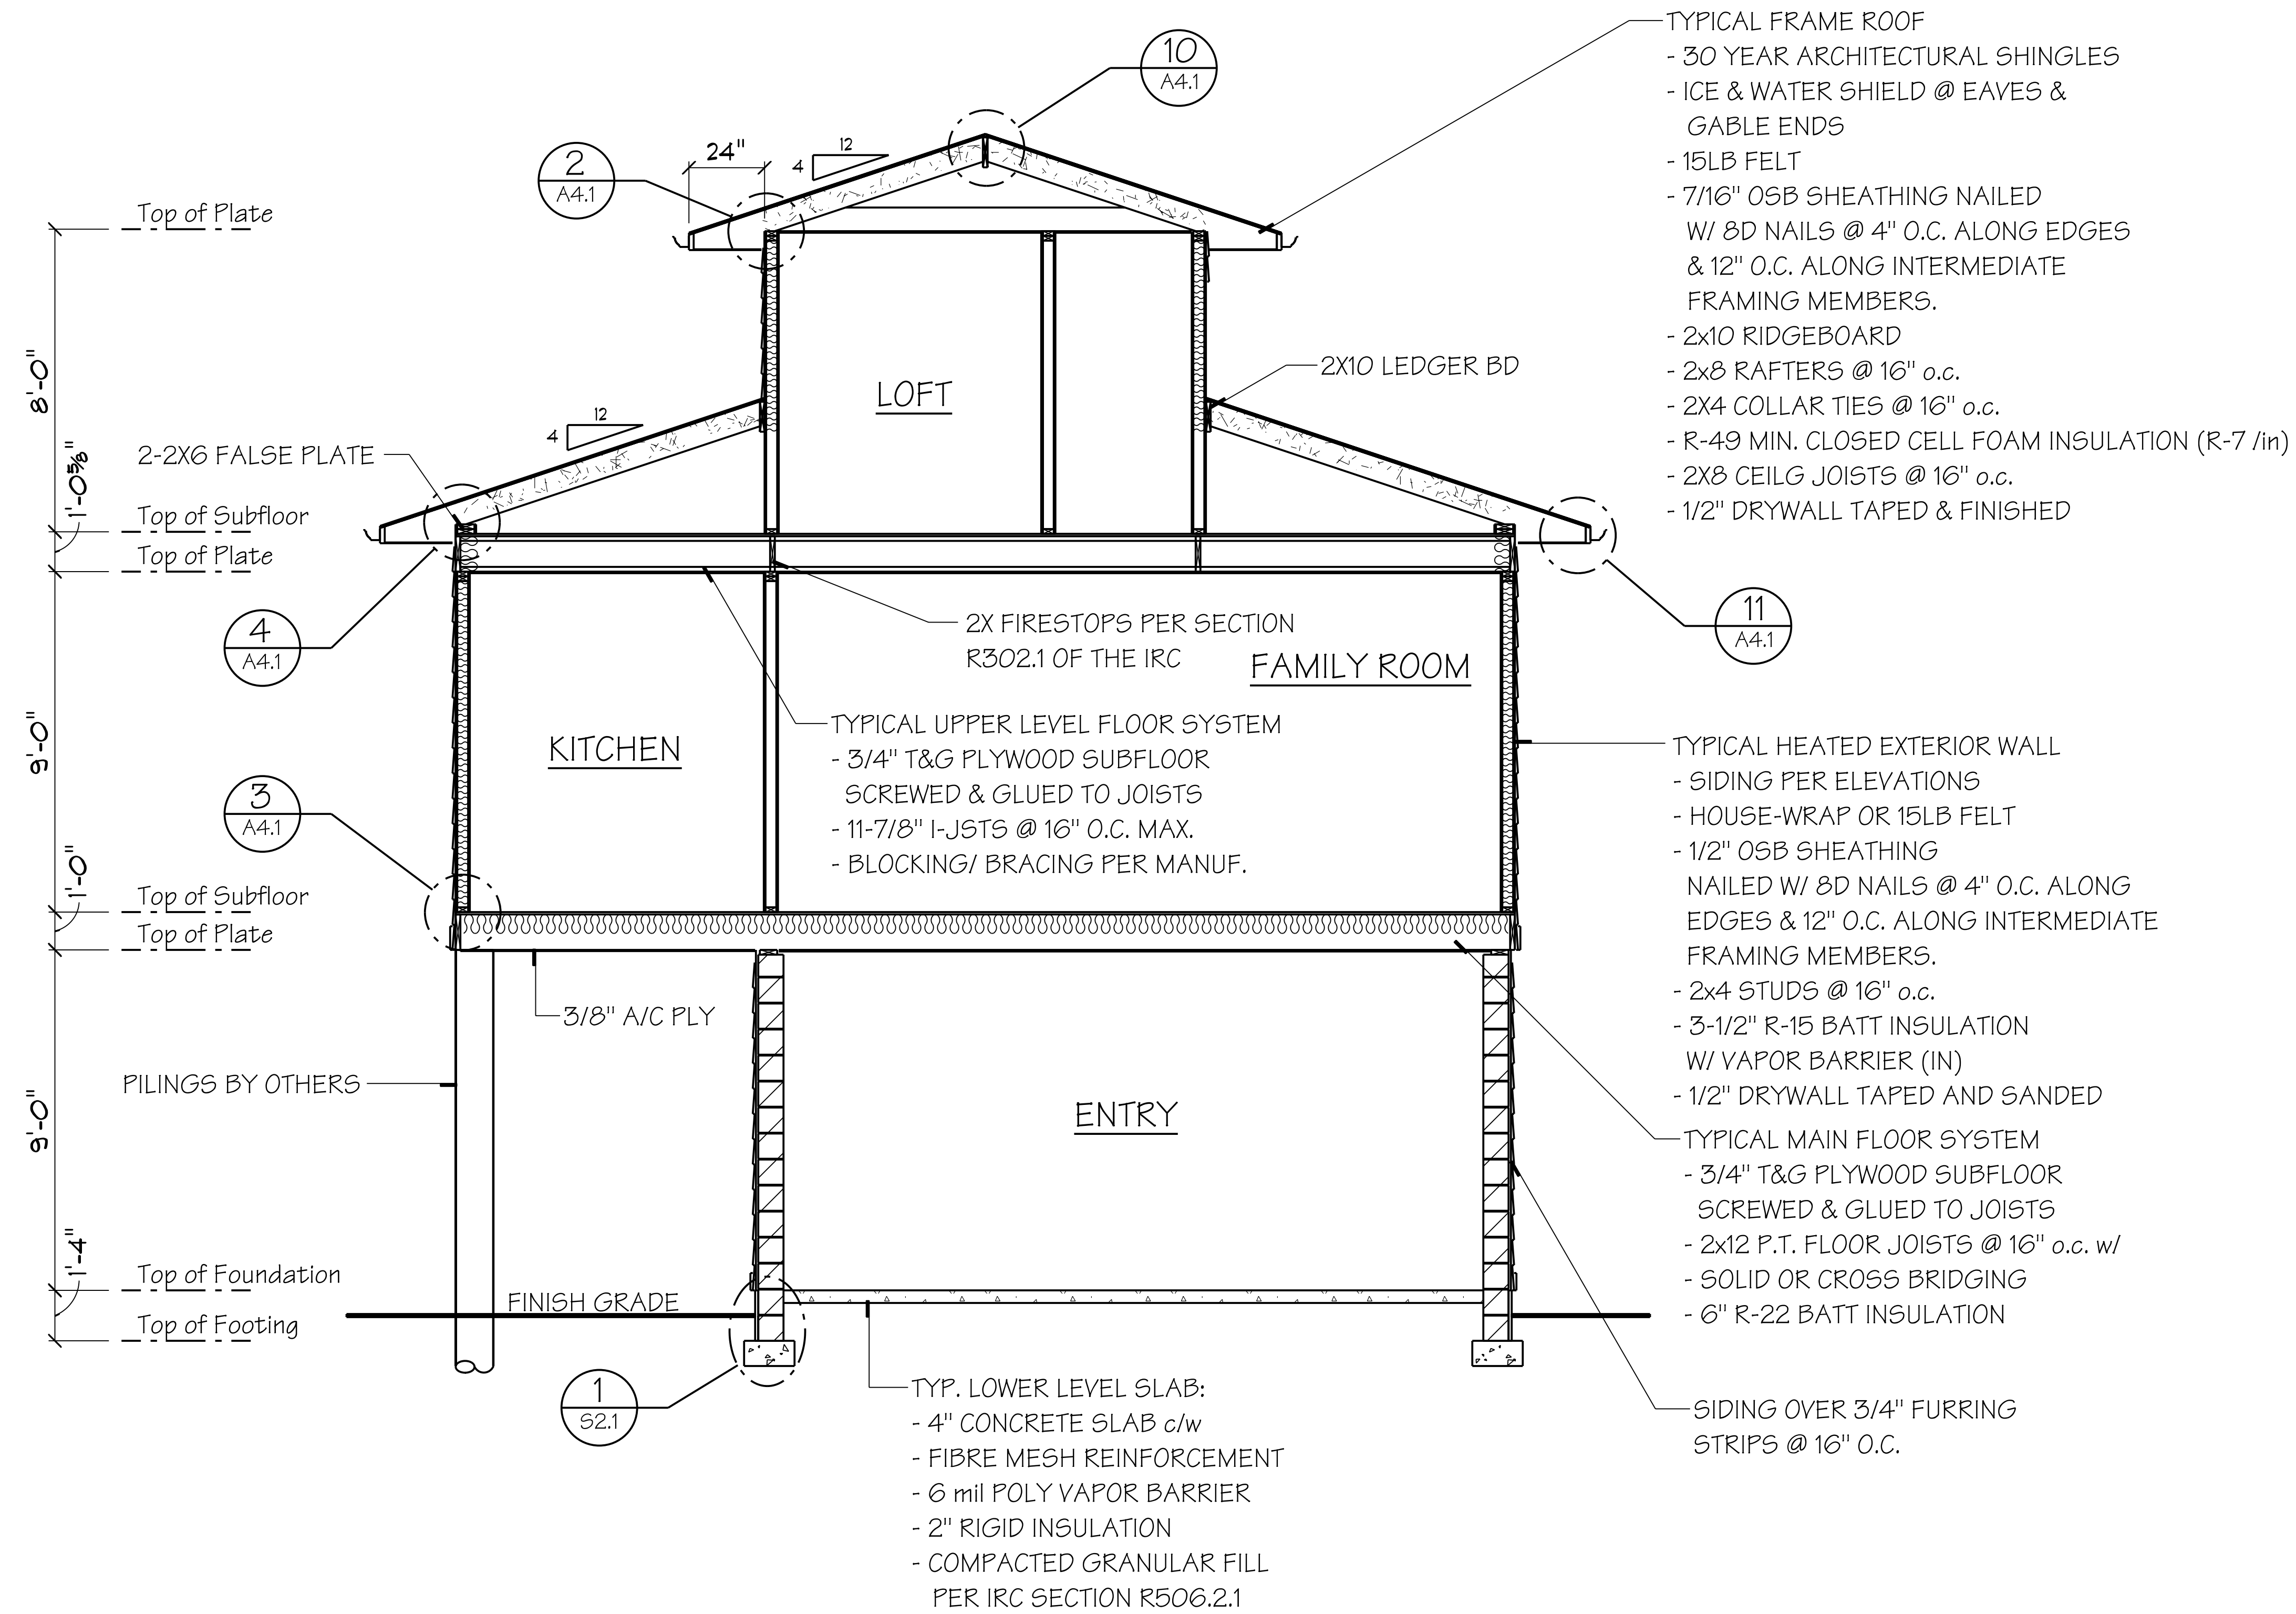 TYPICAL FRAME ROOF
- 30 YEAR ARCHITECTURAL SHINGLES
- ICE & WATER SHIELD @ EAVES &
GABLE ENDS
- 15LB FELT
- 7/16" OSB SHEATHING NAILED
W/ 8D NAILS @ 4" O.C. ALONG EDGES
& 12" O.C. ALONG INTERMEDIATE
FRAMING MEMBERS.
- 2x10 RIDGEBOARD
- 2x8 RAFTERS @ 16" o.c.
- 2X4 COLLAR TIES @ 16" o.c.
- R-49 MIN. CLOSED CELL FOAM INSULATION (R-7 /in)
- 2X8 CEILG JOISTS @ 16" o.c.
- 1/2" DRYWALL TAPED & FINISHED
10
A4.1
2
A4.1
24"
12
4
Top of Plate
8'-0"
2X10 LEDGER BD
LOFT
12
4
2-2X6 FALSE PLATE
1'-0⅝"
Top of Subfloor
Top of Plate
4
A4.1
11
A4.1
2X FIRESTOPS PER SECTION
R302.1 OF THE IRC
FAMILY ROOM
KITCHEN
TYPICAL UPPER LEVEL FLOOR SYSTEM
- 3/4" T&G PLYWOOD SUBFLOOR
SCREWED & GLUED TO JOISTS
- 11-7/8" I-JSTS @ 16" O.C. MAX.
- BLOCKING/ BRACING PER MANUF.
9'-0"
3
A4.1
1'-0"
Top of Subfloor
Top of Plate
TYPICAL HEATED EXTERIOR WALL
- SIDING PER ELEVATIONS
- HOUSE-WRAP OR 15LB FELT
- 1/2" OSB SHEATHING
NAILED W/ 8D NAILS @ 4" O.C. ALONG
EDGES & 12" O.C. ALONG INTERMEDIATE
FRAMING MEMBERS.
- 2x4 STUDS @ 16" o.c.
- 3-1/2" R-15 BATT INSULATION
W/ VAPOR BARRIER (IN)
- 1/2" DRYWALL TAPED AND SANDED
3/8" A/C PLY
PILINGS BY OTHERS
9'-0"
ENTRY
TYPICAL MAIN FLOOR SYSTEM
- 3/4" T&G PLYWOOD SUBFLOOR
SCREWED & GLUED TO JOISTS
- 2x12 P.T. FLOOR JOISTS @ 16" o.c. w/
- SOLID OR CROSS BRIDGING
- 6" R-22 BATT INSULATION
1'-4"
Top of Foundation
FINISH GRADE
Top of Footing
1
S2.1
TYP. LOWER LEVEL SLAB:
- 4" CONCRETE SLAB c/w
- FIBRE MESH REINFORCEMENT
- 6 mil POLY VAPOR BARRIER
- 2" RIGID INSULATION
- COMPACTED GRANULAR FILL
PER IRC SECTION R506.2.1
SIDING OVER 3/4" FURRING
STRIPS @ 16" O.C.